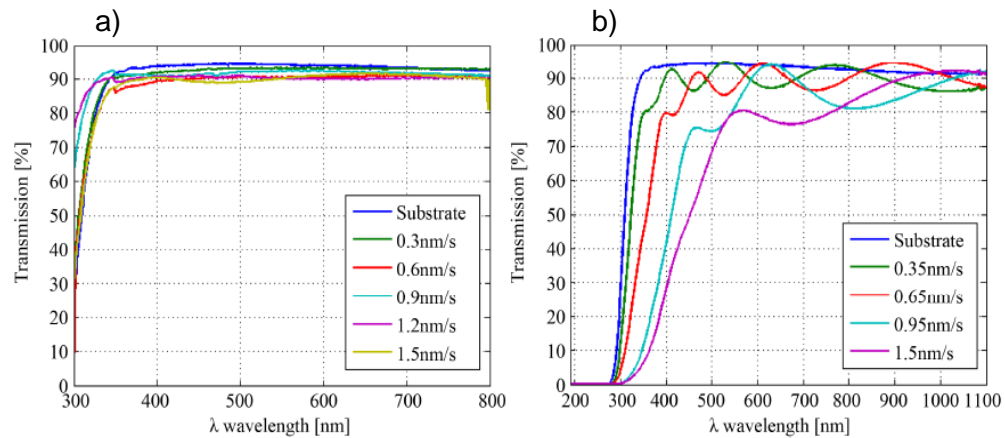 a)
Transmission [%]
100
90
80
70
60
50
40
30
20
10
0
300
400
500
600
700
800
λ wavelength [nm]
Substrate
0.3nm/s
0.6nm/s
0.9nm/s
1.2nm/s
1.5nm/s
b)
Transmission [%]
100
90
80
70
60
50
40
30
20
10
0
200
300
400
500
600
700
800
900
1000
1100
λ wavelength [nm]
Substrate
0.35nm/s
0.65nm/s
0.95nm/s
1.5nm/s